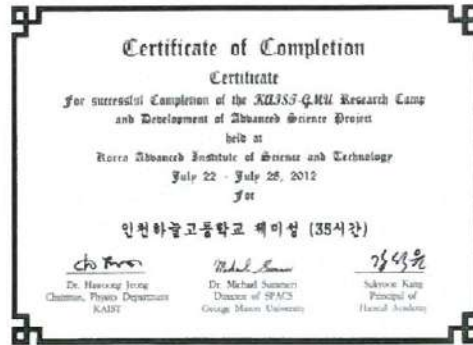 Certificate of Completion
Certificate
For successful Completion of the KAIST-GMU Research Camp
and Development of Advanced Science Project
held at
Korea Advanced Institute of Science and Technology
July 22 - July 28, 2012
For
인천하늘고등학교 채미성 (35시간)
Dr. Hawoong Jeong
Chairman, Physics Department
KAIST
Dr. Michael Summers
Director of SPACS
George Mason University
Sukyoon Kang
Principal of
Haneul Academy